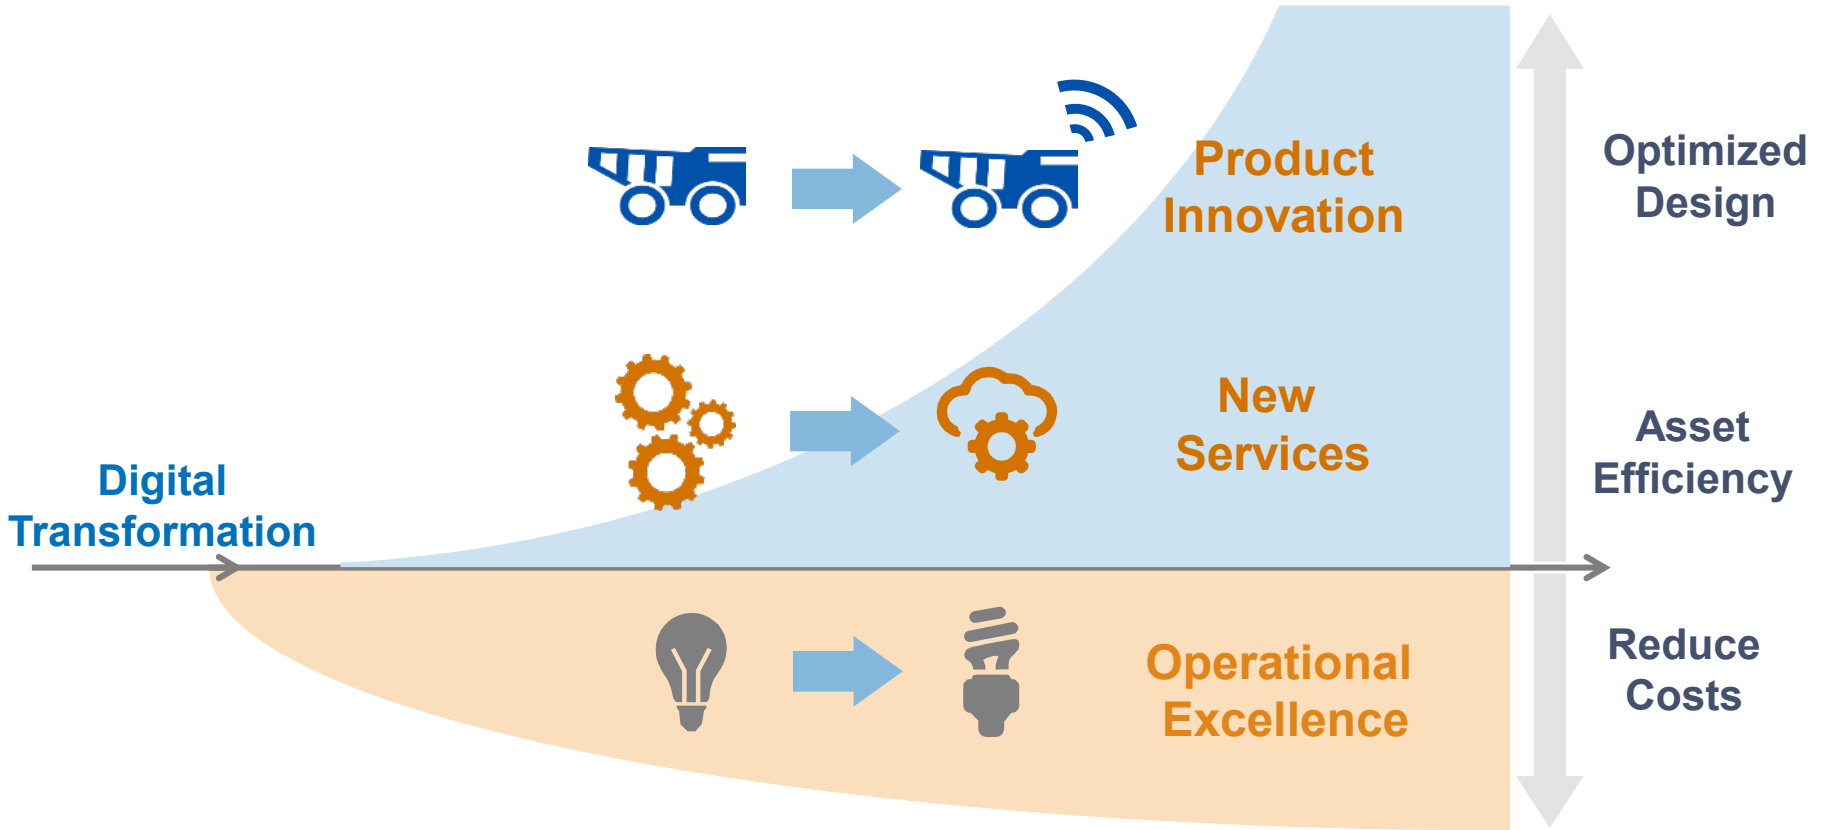 Product
Innovation
Optimized
Design
New
Services
Asset
Efficiency
Digital
Transformation
Operational
Excellence
Reduce
Costs